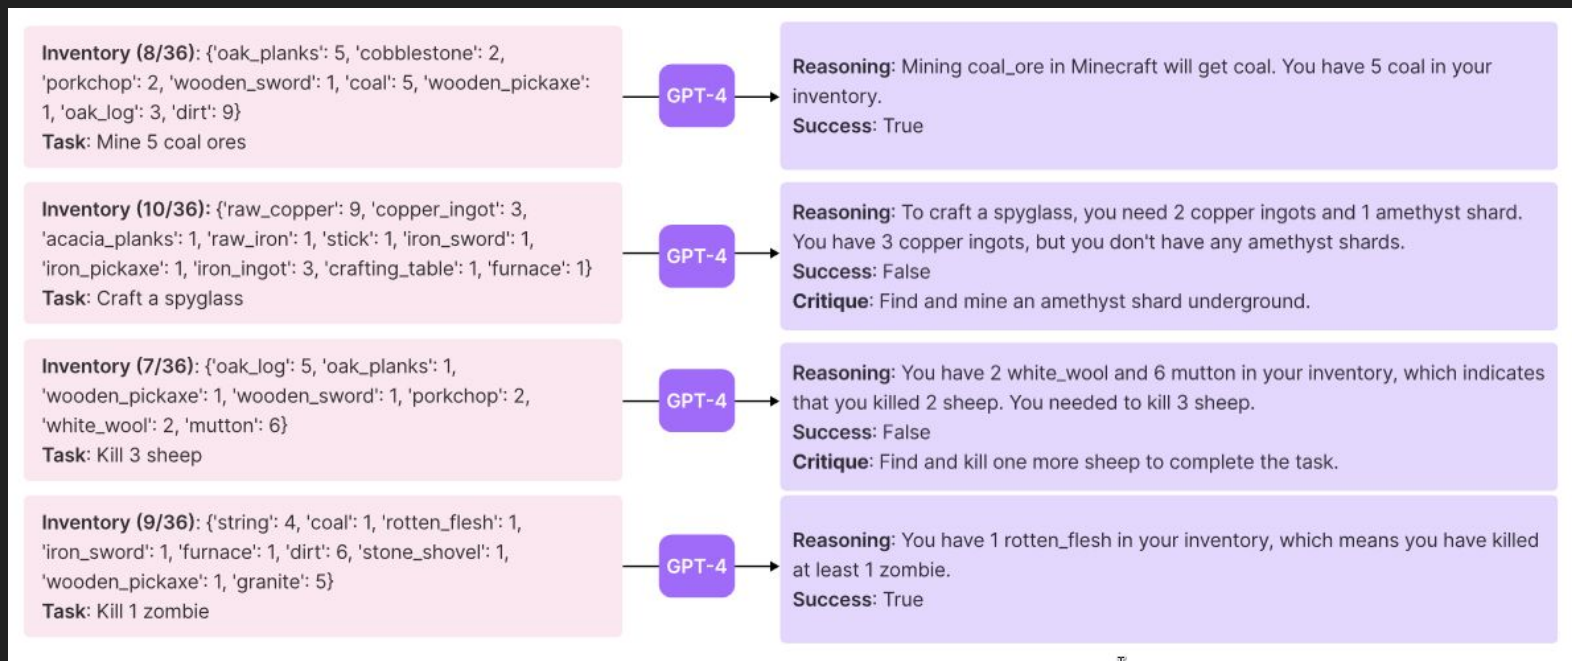 Inventory (8/36): {'oak_planks': 5, 'cobblestone': 2,
'porkchop': 2, 'wooden_sword': 1, 'coal': 5, 'wooden_pickaxe':
1, 'oak_log': 3, 'dirt': 9}
Task: Mine 5 coal ores
GPT-4
Reasoning: Mining coal_ore in Minecraft will get coal. You have 5 coal in your
inventory.
Success: True
Inventory (10/36): {'raw_copper': 9, 'copper_ingot': 3,
'acacia_planks': 1, 'raw_iron': 1, 'stick': 1, 'iron_sword': 1,
'iron_pickaxe': 1, 'iron_ingot': 3, 'crafting_table': 1, 'furnace': 1}
Task: Craft a spyglass
GPT-4
Reasoning: To craft a spyglass, you need 2 copper ingots and 1 amethyst shard.
You have 3 copper ingots, but you don't have any amethyst shards.
Success: False
Critique: Find and mine an amethyst shard underground.
Inventory (7/36): {'oak_log': 5, 'oak_planks': 1,
'wooden_pickaxe': 1, 'wooden_sword': 1, 'porkchop': 2,
'white_wool': 2, 'mutton': 6}
Task: Kill 3 sheep
GPT-4
Reasoning: You have 2 white_wool and 6 mutton in your inventory, which indicates
that you killed 2 sheep. You needed to kill 3 sheep.
Success: False
Critique: Find and kill one more sheep to complete the task.
Inventory (9/36): {'string': 4, 'coal': 1, 'rotten_flesh': 1,
'iron_sword': 1, 'furnace': 1, 'dirt': 6, 'stone_shovel': 1,
'wooden_pickaxe': 1, 'granite': 5}
Task: Kill 1 zombie
GPT-4
Reasoning: You have 1 rotten_flesh in your inventory, which means you have killed
at least 1 zombie.
Success: True